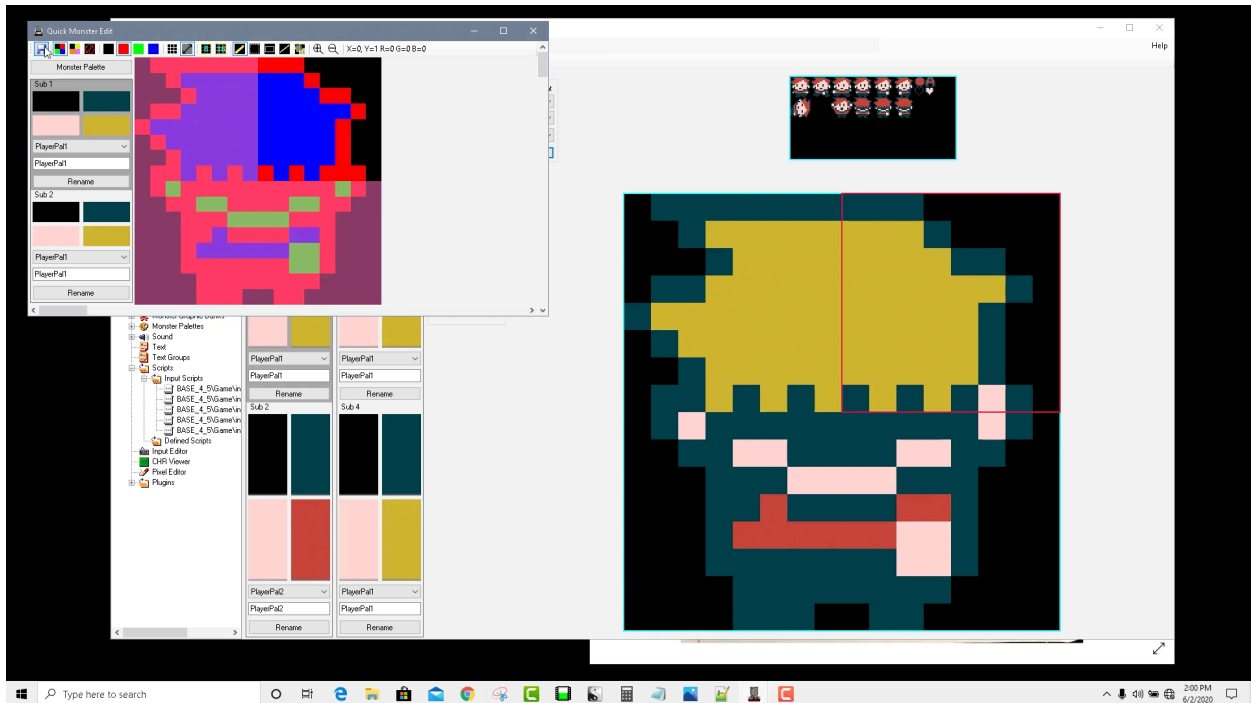 Quick Monster Edit
X=0, Y=1 R=0 G=0 B=0
Help
Monster Palette
Sub 1
PlayerPal1
PlayerPal1
Rename
Sub 2
PlayerPal1
PlayerPal1
Rename
Monster Graphic Banks
Monster Palettes
Sound
Text
Text Groups
Scripts
Input Scripts
BASE_4_5\Game\in
BASE_4_5\Game\in
BASE_4_5\Game\in
BASE_4_5\Game\in
BASE_4_5\Game\in
Defined Scripts
Input Editor
CHR Viewer
Pixel Editor
Plugins
PlayerPal1
PlayerPal1
Rename
Sub 2
PlayerPal2
PlayerPal2
Rename
PlayerPal1
PlayerPal1
Rename
Sub 4
PlayerPal1
PlayerPal1
Rename
Type here to search
2:00 PM
6/2/2020